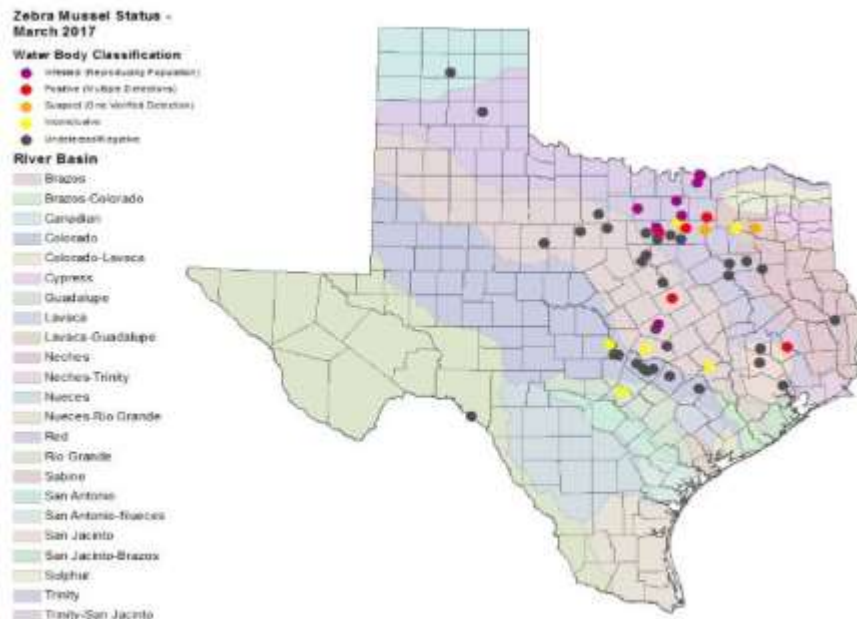 Zebra Mussel Status -
March 2017
Water Body Classification
Infested (Reproducing Population)
Positive (Multiple Detections)
Suspect (One Verified Detection)
Inconclusive
Undetected/Negative
River Basin
Brazos
Brazos-Colorado
Canadian
Colorado
Colorado-Lavaca
Cypress
Guadalupe
Lavaca
Lavaca-Guadalupe
Neches
Neches-Trinity
Nueces
Nueces-Rio Grande
Red
Rio Grande
Sabine
San Antonio
San Antonio-Nueces
San Jacinto
San Jacinto-Brazos
Sulphur
Trinity
Trinity-San Jacinto